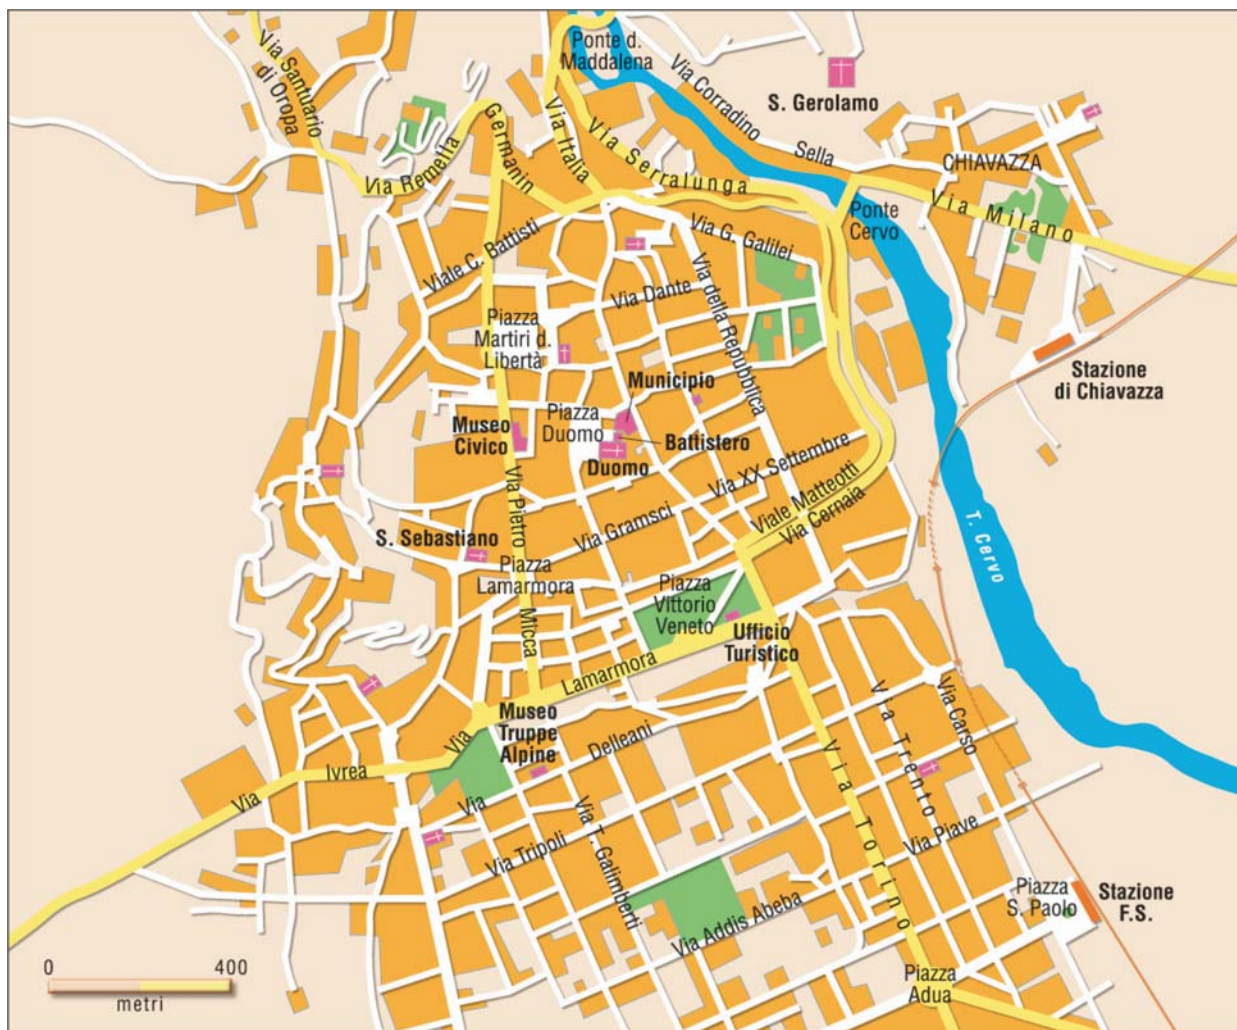 Ponte d.
Maddalena
Via Santuario
di Oropa
Via Corradino
Sella
S. Gerolamo
Germanin
Via Italia
Via Serralunga
Via Remella
CHIAVAZZA
Via Milano
Ponte
Cervo
Viale C. Battisti
Via G. Galilei
Via Dante
Via della Repubblica
Piazza
Martiri d.
Libertà
Stazione
di Chiavazza
Municipio
Museo
Civico
Piazza
Duomo
Battistero
Duomo
Via XX Settembre
Via Pietro
Micca
Via Gramsci
Viale Matteotti
Via Cernaia
T. Cervo
S. Sebastiano
Piazza
Lamarmora
Piazza
Vittorio
Veneto
Ufficio
Turistico
Via
Lamarmora
Museo
Truppe
Alpine
Via
Delleani
Via
Ivrea
Via Carso
Via Trento
Via Torino
Via Tripoli
Via T. Galimberti
Via Piave
Via Addis Abeba
Piazza
S. Paolo
Stazione
F.S.
Piazza
Adua
0 400
metri